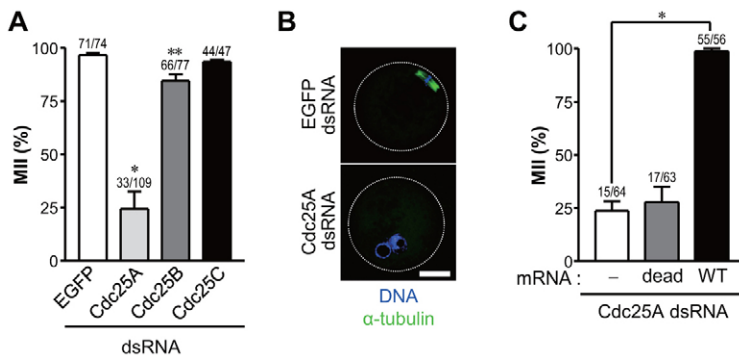 A
100
75
50
25
0
MII (%)
71/74
*
33/109
**
66/77
44/47
EGFP
Cdc25A
Cdc25B
Cdc25C
dsRNA
B
EGFP
dsRNA
Cdc25A
dsRNA
DNA
α-tubulin
C
*
100
75
50
25
0
MII (%)
15/64
17/63
55/56
mRNA : – dead WT
Cdc25A dsRNA